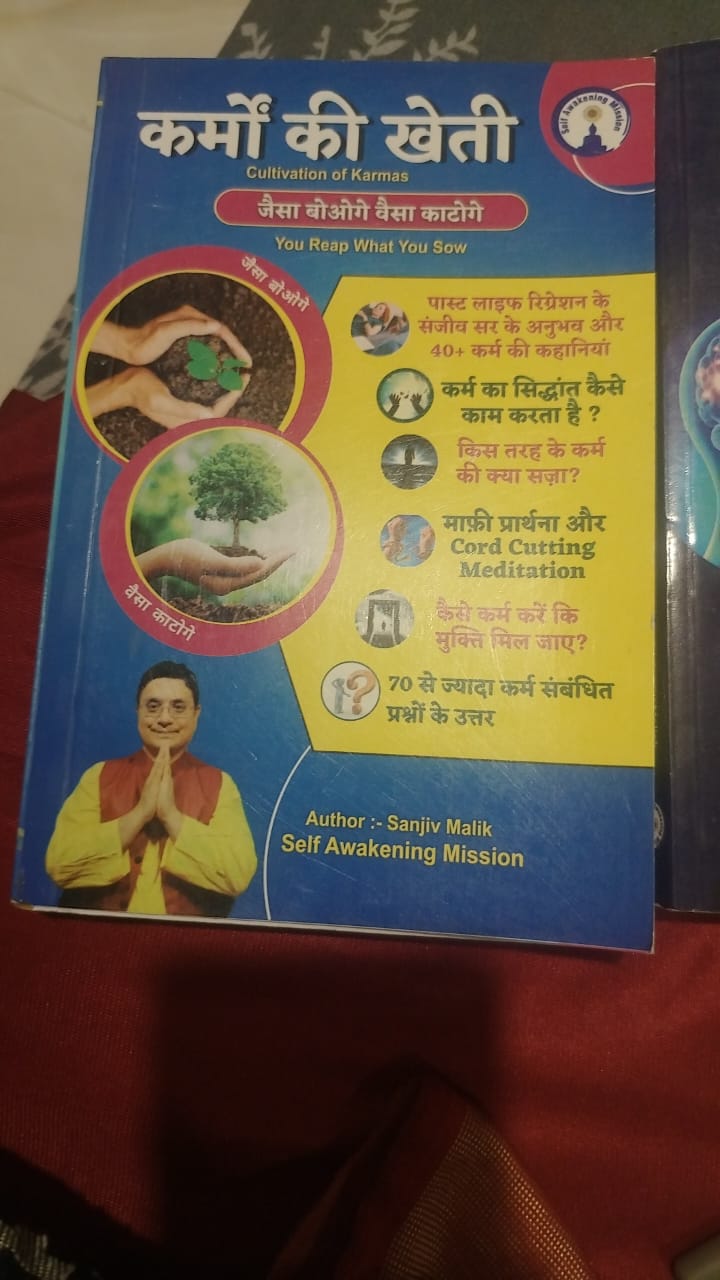 कर्मों की खेती
Cultivation of Karmas
Self Awakening Mission
जैसा बोओगे वैसा काटोगे
You Reap What You Sow
जैसा बोओगे
वैसा काटोगे
पास्ट लाइफ रिग्रेशन के
संजीव सर के अनुभव और
40+ कर्म की कहानियां
कर्म का सिद्धांत कैसे
काम करता है ?
किस तरह के कर्म
की क्या सज़ा?
माफ़ी प्रार्थना और
Cord Cutting
Meditation
कैसे कर्म करें कि
मुक्ति मिल जाए?
70 से ज्यादा कर्म संबंधित
प्रश्नों के उत्तर
Author :- Sanjiv Malik
Self Awakening Mission